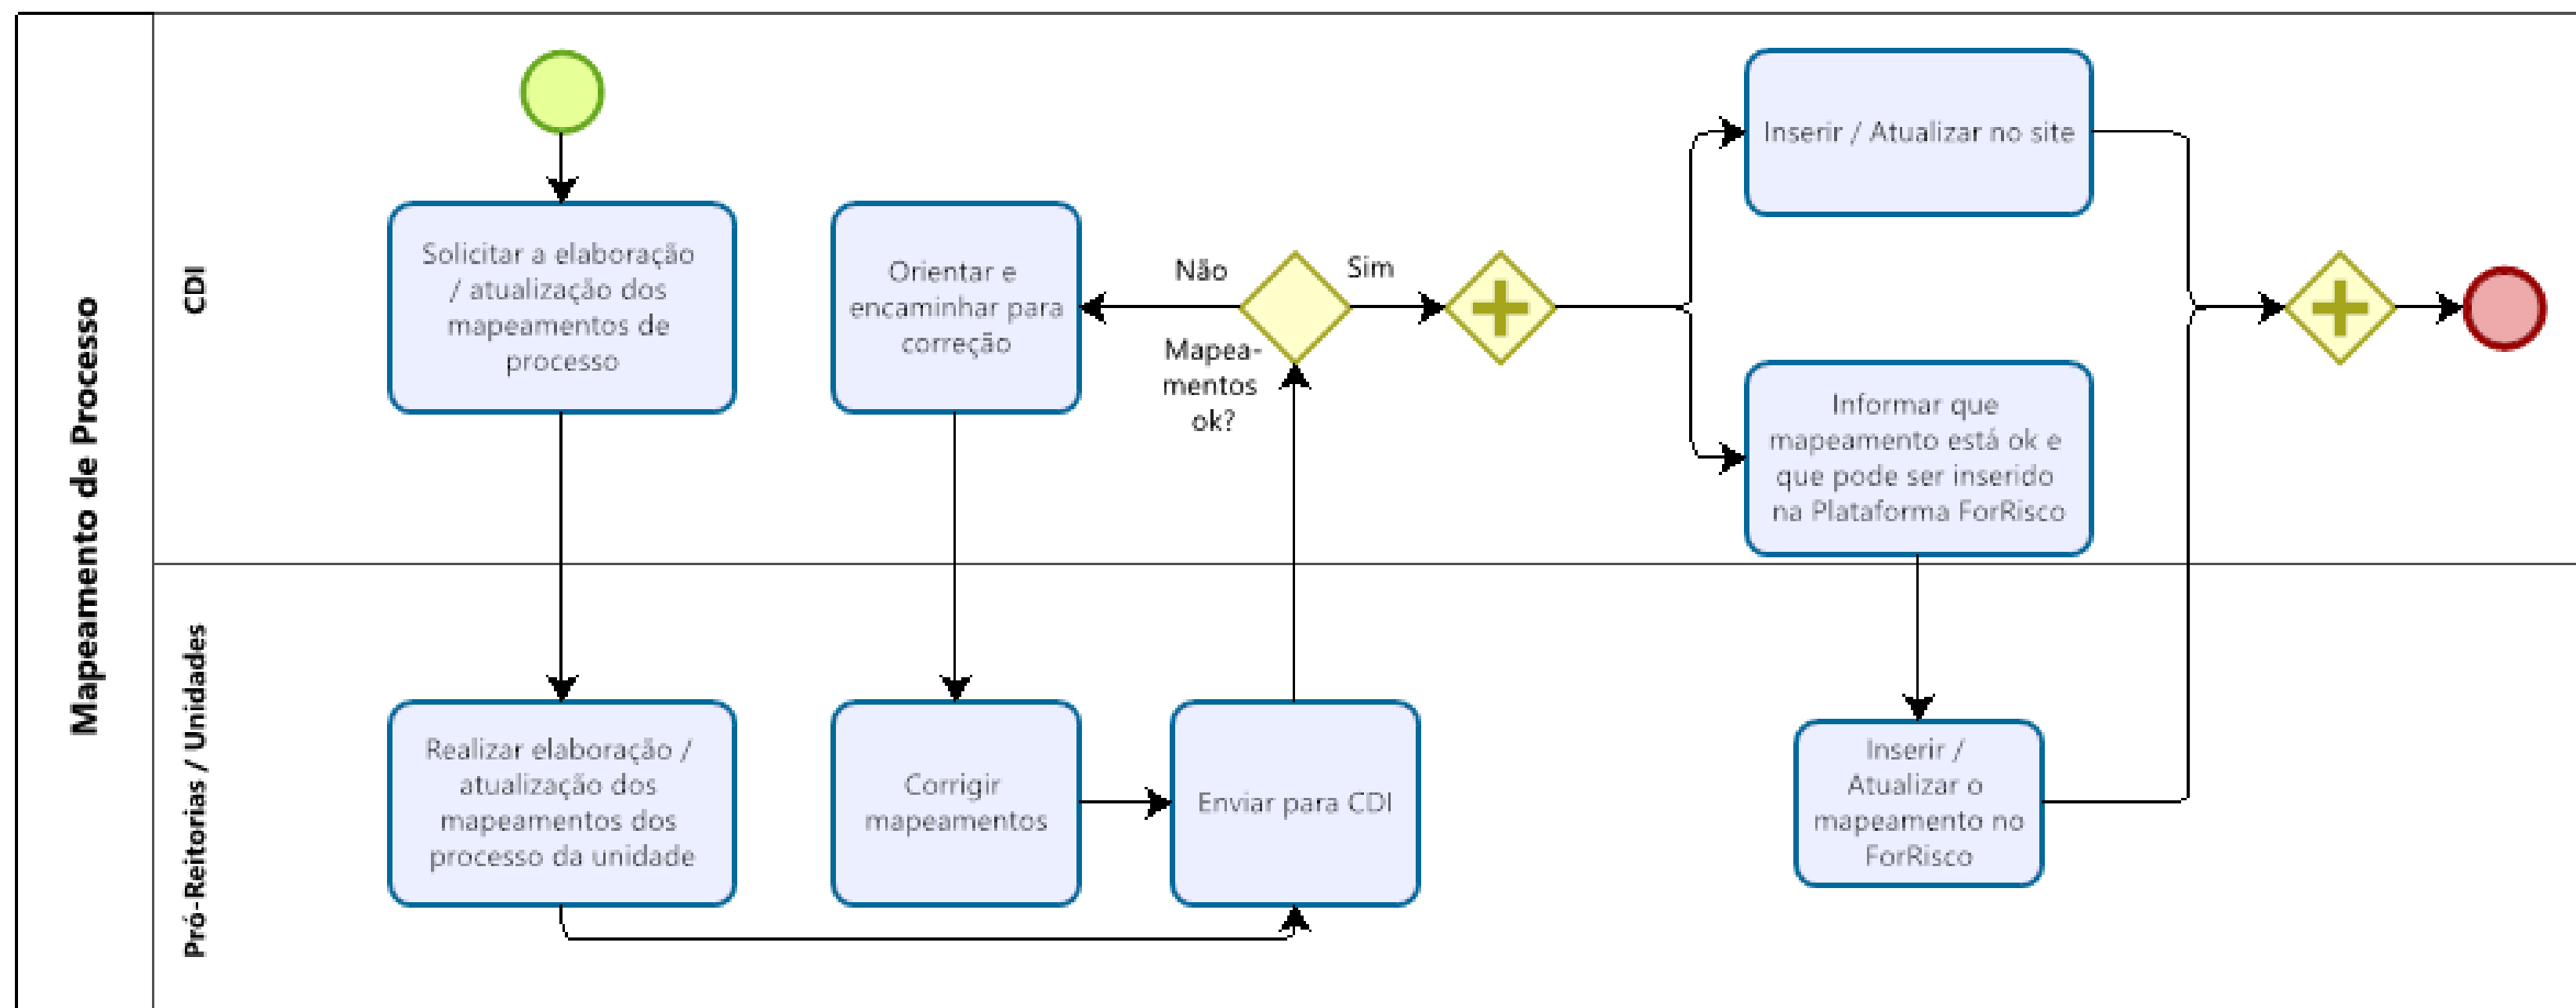 Mapeamento de Processo
CDI
Solicitar a elaboração
/ atualização dos
mapeamentos de
processo
Orientar e
encaminhar para
correção
Não
Sim
Mapea-
mentos
ok?
Inserir / Atualizar no site
Informar que
mapeamento está ok e
que pode ser inserido
na Plataforma ForRisco
Pró-Reitorias / Unidades
Realizar elaboração /
atualização dos
mapeamentos dos
processo da unidade
Corrigir
mapeamentos
Enviar para CDI
Inserir /
Atualizar o
mapeamento no
ForRisco